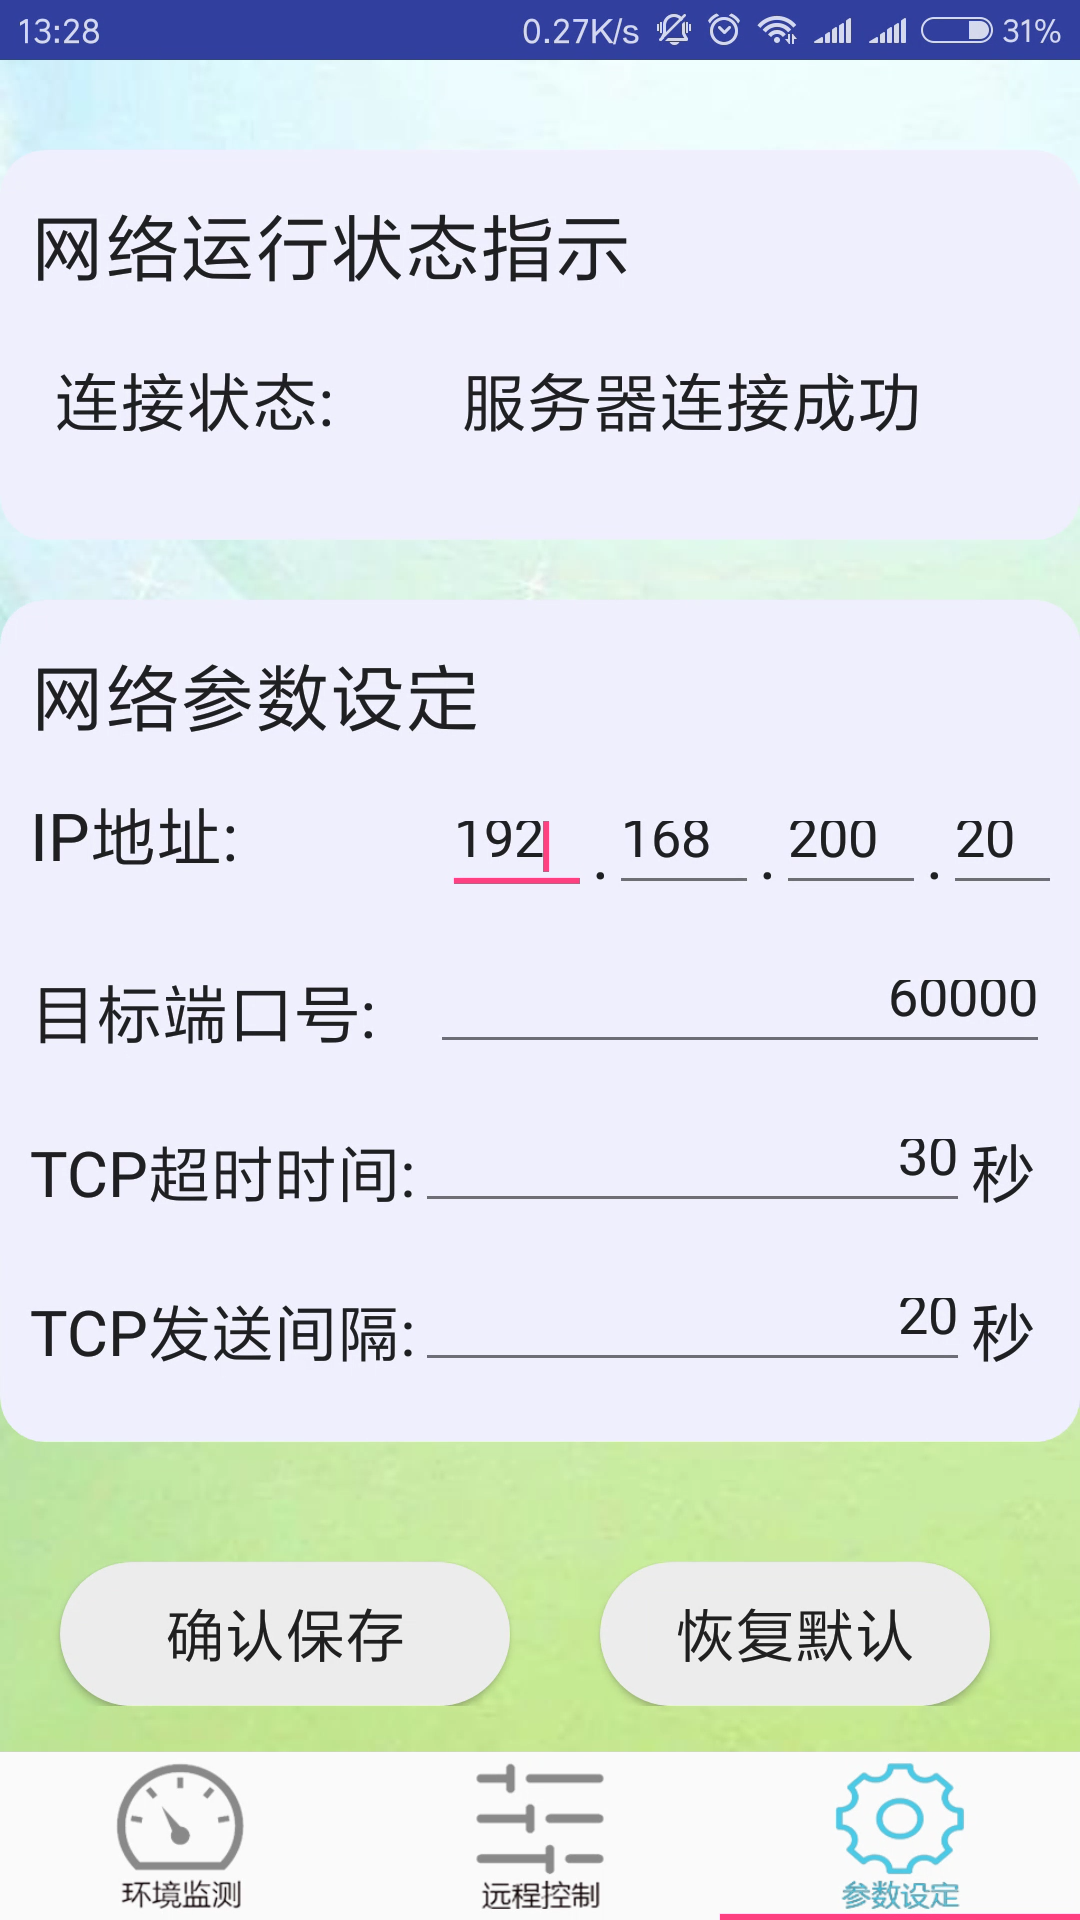 13:28 0.27K/s 31%
网络运行状态指示
连接状态: 服务器连接成功
网络参数设定
IP地址: 192 . 168 . 200 . 20
目标端口号: 60000
TCP超时时间: 30 秒
TCP发送间隔: 20 秒
确认保存 恢复默认
环境监测 远程控制 参数设定